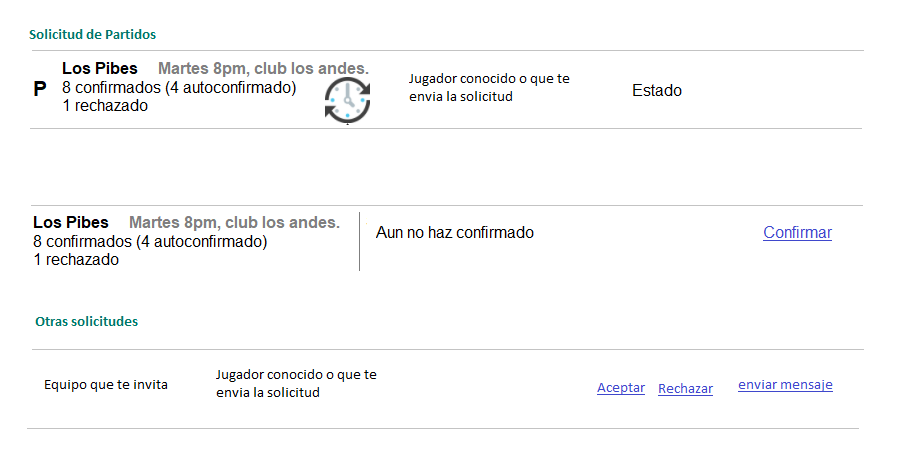 Solicitud de Partidos
Los Pibes Martes 8pm, club los andes.
P 8 confirmados (4 autoconfirmado)
1 rechazado
Jugador conocido o que te
envia la solicitud
Estado
Los Pibes Martes 8pm, club los andes.
8 confirmados (4 autoconfirmado)
1 rechazado
Aun no haz confirmado
Confirmar
Otras solicitudes
Equipo que te invita
Jugador conocido o que te
envia la solicitud
Aceptar Rechazar enviar mensaje